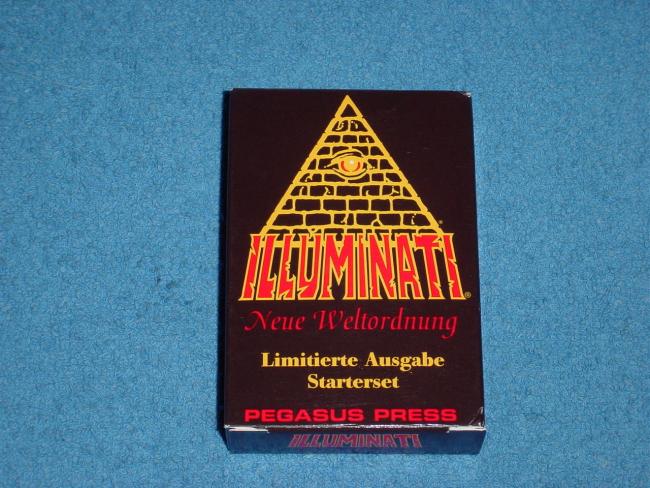 ILLUMINATI®
Neue Weltordnung
Limitierte Ausgabe
Starterset
PEGASUS PRESS
ILLUMINATI